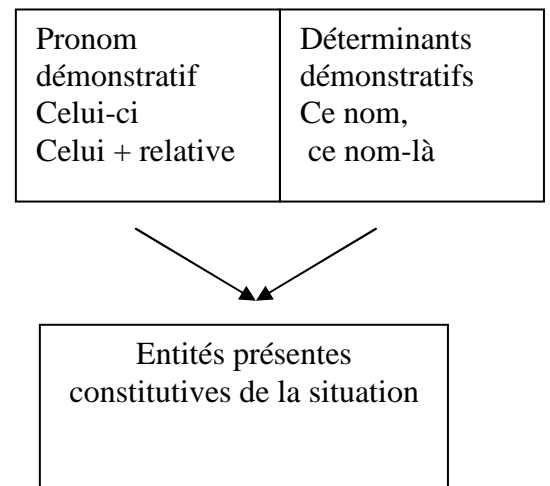 Pronom
démonstratif
Celui-ci
Celui + relative
Déterminants
démonstratifs
Ce nom,
ce nom-là
Entités présentes
constitutives de la situation